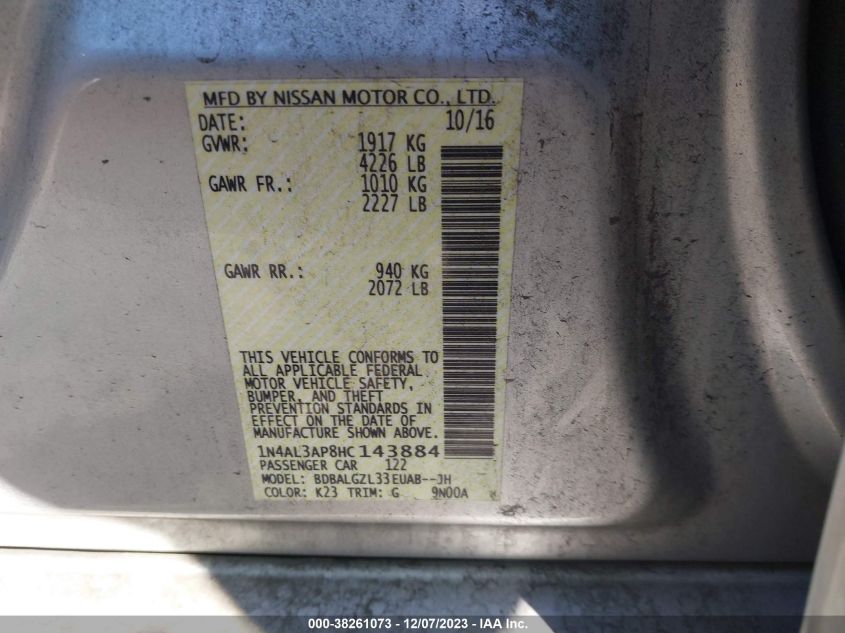 MFD BY NISSAN MOTOR CO., LTD.
DATE: 10/16
GVWR: 1917 KG
4226 LB
GAWR FR.: 1010 KG
2227 LB
GAWR RR.: 940 KG
2072 LB
THIS VEHICLE CONFORMS TO
ALL APPLICABLE FEDERAL
MOTOR VEHICLE SAFETY,
BUMPER, AND THEFT
PREVENTION STANDARDS IN
EFFECT ON THE DATE OF
MANUFACTURE SHOWN ABOVE.
1N4AL3AP8HC143884
PASSENGER CAR 122
MODEL: BDBALGZL33EUAB--JH
COLOR: K23 TRIM: G 9N00A
000-38261073 - 12/07/2023 - © IAA Inc.